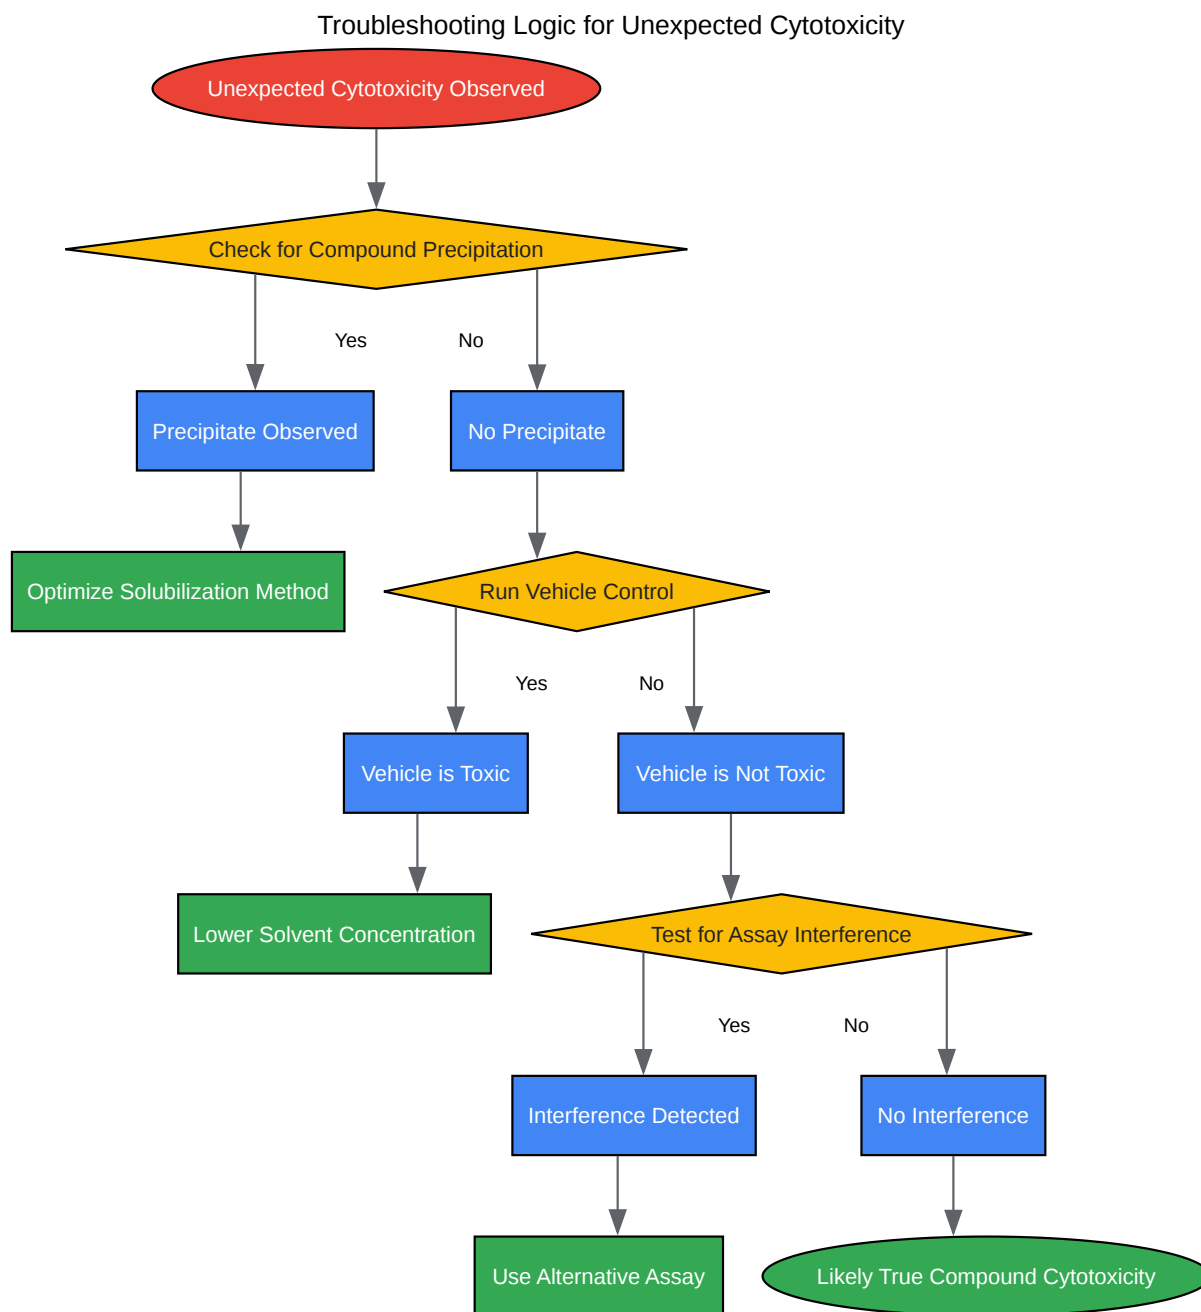 Troubleshooting Logic for Unexpected Cytotoxicity
Unexpected Cytotoxicity Observed
Check for Compound Precipitation
Yes
No
Precipitate Observed
No Precipitate
Optimize Solubilization Method
Run Vehicle Control
Yes
No
Vehicle is Toxic
Vehicle is Not Toxic
Lower Solvent Concentration
Test for Assay Interference
Yes
No
Interference Detected
No Interference
Use Alternative Assay
Likely True Compound Cytotoxicity